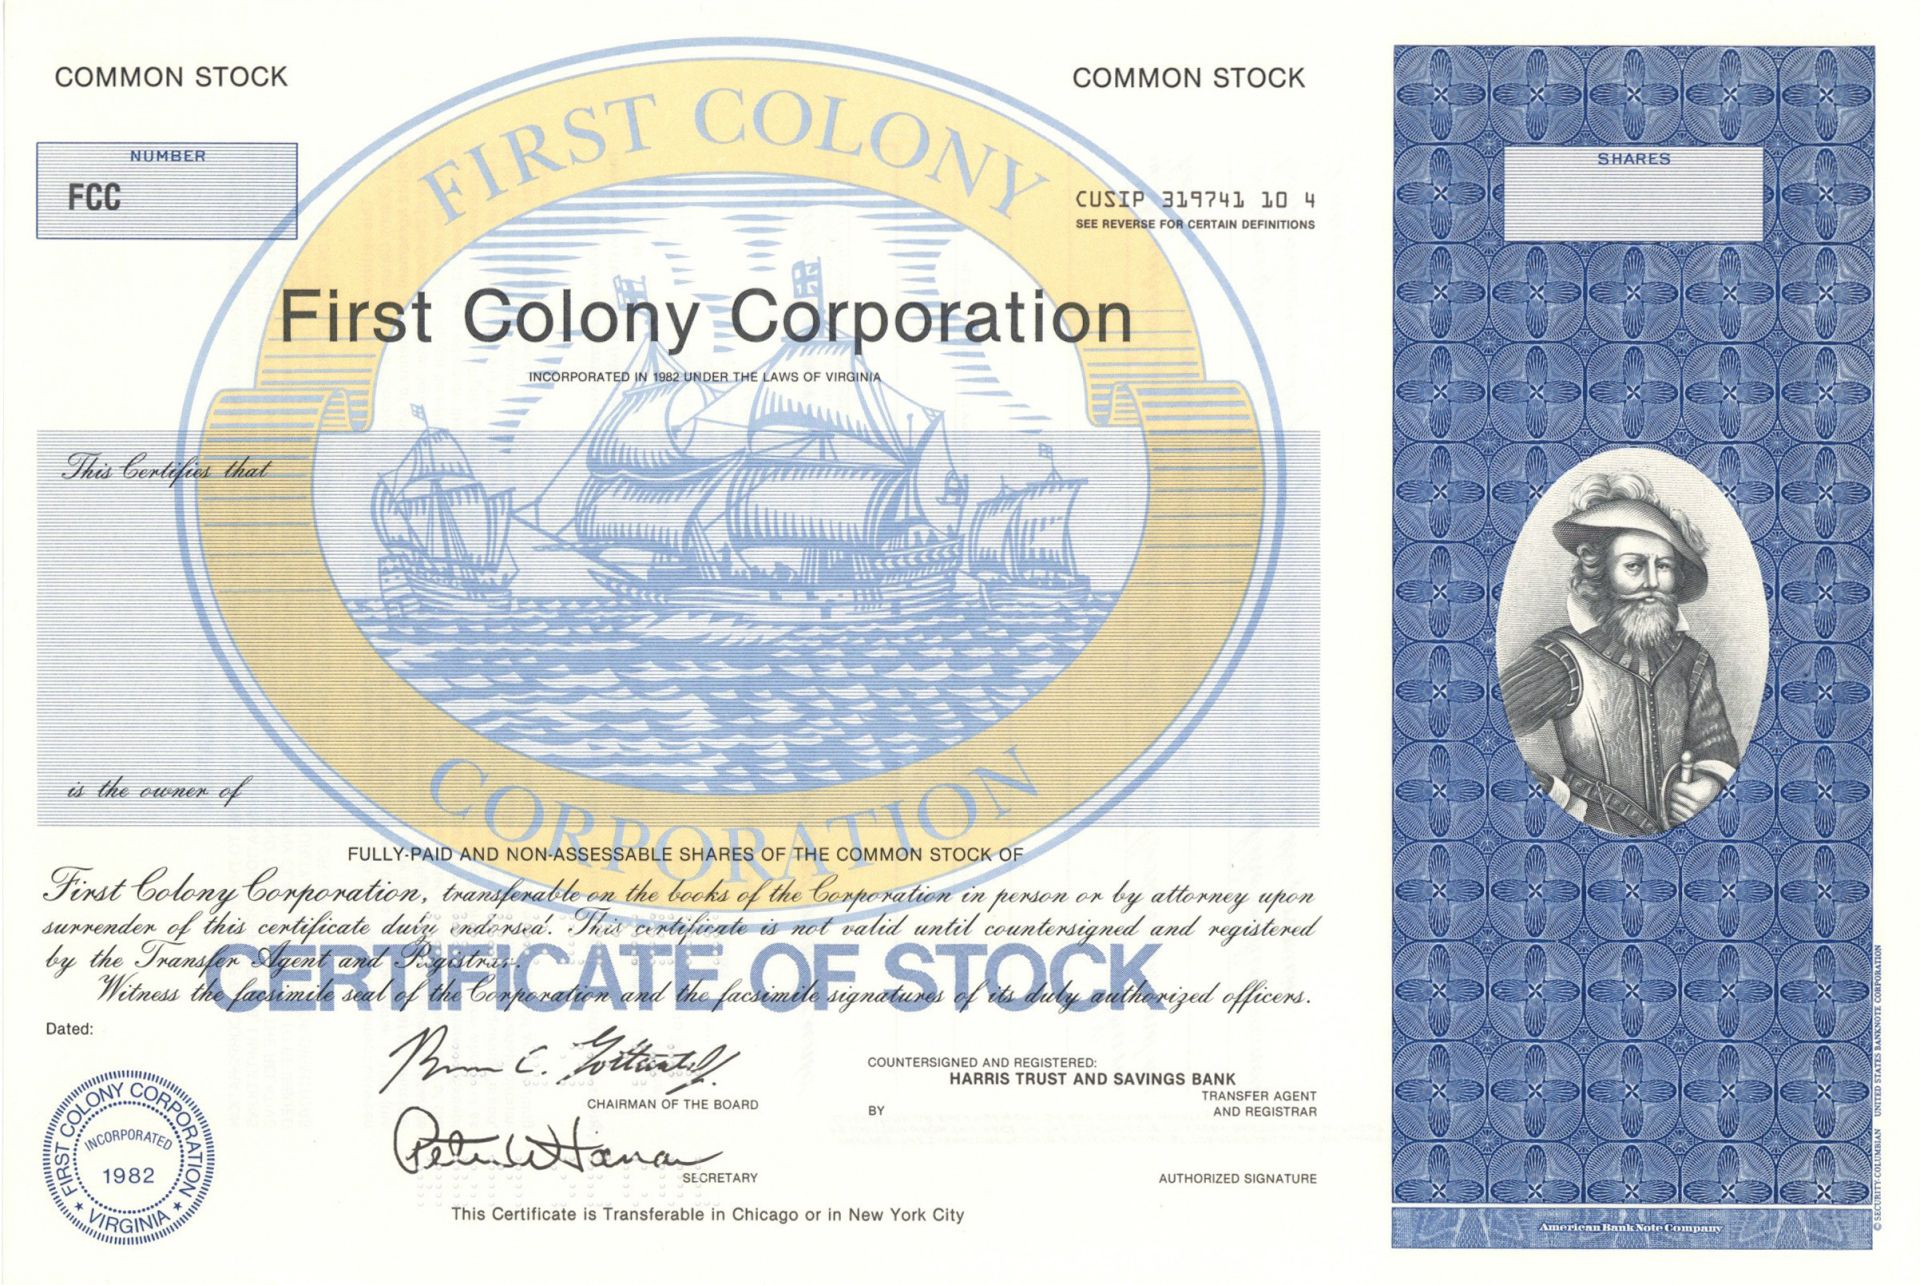 COMMON STOCK
COMMON STOCK
NUMBER
FCC
SHARES
FIRST COLONY
CUSIP 319741 10 4
SEE REVERSE FOR CERTAIN DEFINITIONS
First Colony Corporation
INCORPORATED IN 1982 UNDER THE LAWS OF VIRGINIA
This Certifies that
is the owner of
CORPORATION
FULLY-PAID AND NON-ASSESSABLE SHARES OF THE COMMON STOCK OF
First Colony Corporation, transferable on the books of the Corporation in person or by attorney upon
surrender of this certificate duly endorsed. This certificate is not valid until countersigned and registered
by the Transfer Agent and Registrar.
CERTIFICATE OF STOCK
Witness the facsimile seal of the Corporation and the facsimile signatures of its duly authorized officers.
Dated:
CHAIRMAN OF THE BOARD
SECRETARY
COUNTERSIGNED AND REGISTERED:
HARRIS TRUST AND SAVINGS BANK
TRANSFER AGENT
BY
AND REGISTRAR
AUTHORIZED SIGNATURE
FIRST COLONY CORPORATION
INCORPORATED
1982
★ VIRGINIA ★
This Certificate is Transferable in Chicago or in New York City
American Bank Note Company
© SECURITY-COLUMBIAN UNITED STATES BANKNOTE CORPORATION